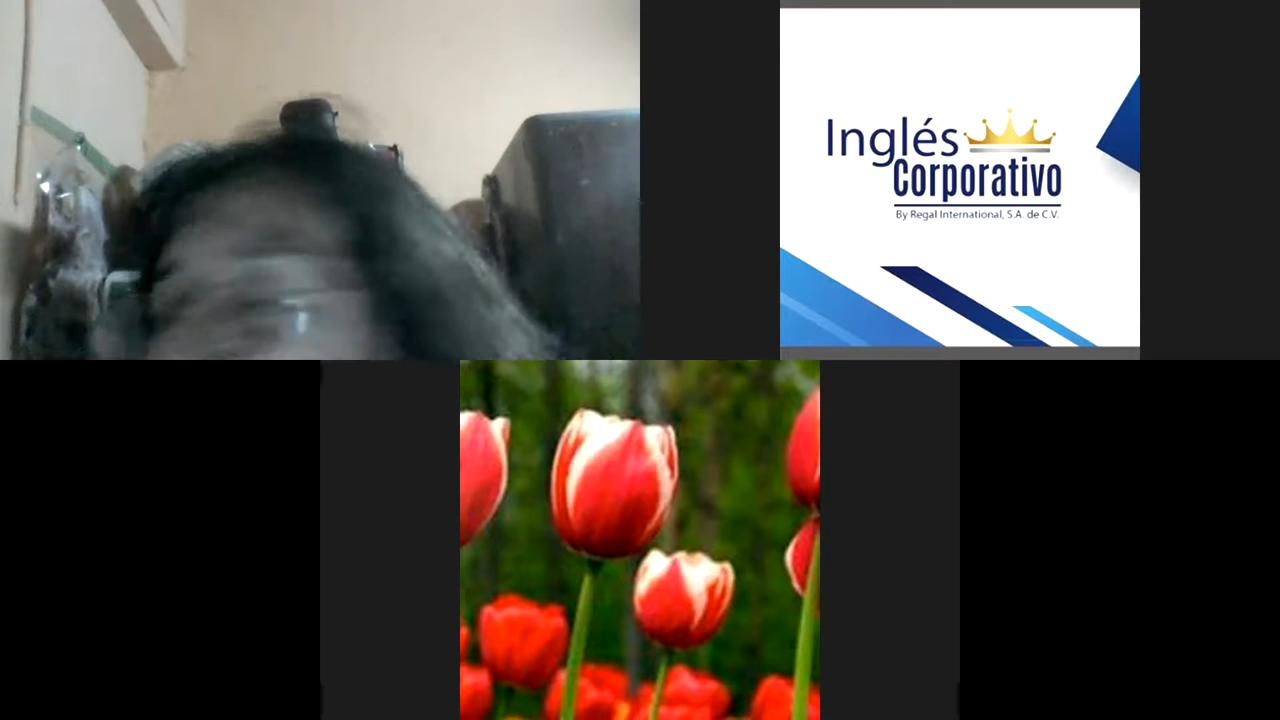 Inglés
Corporativo
By Regal International, S.A. de C.V.